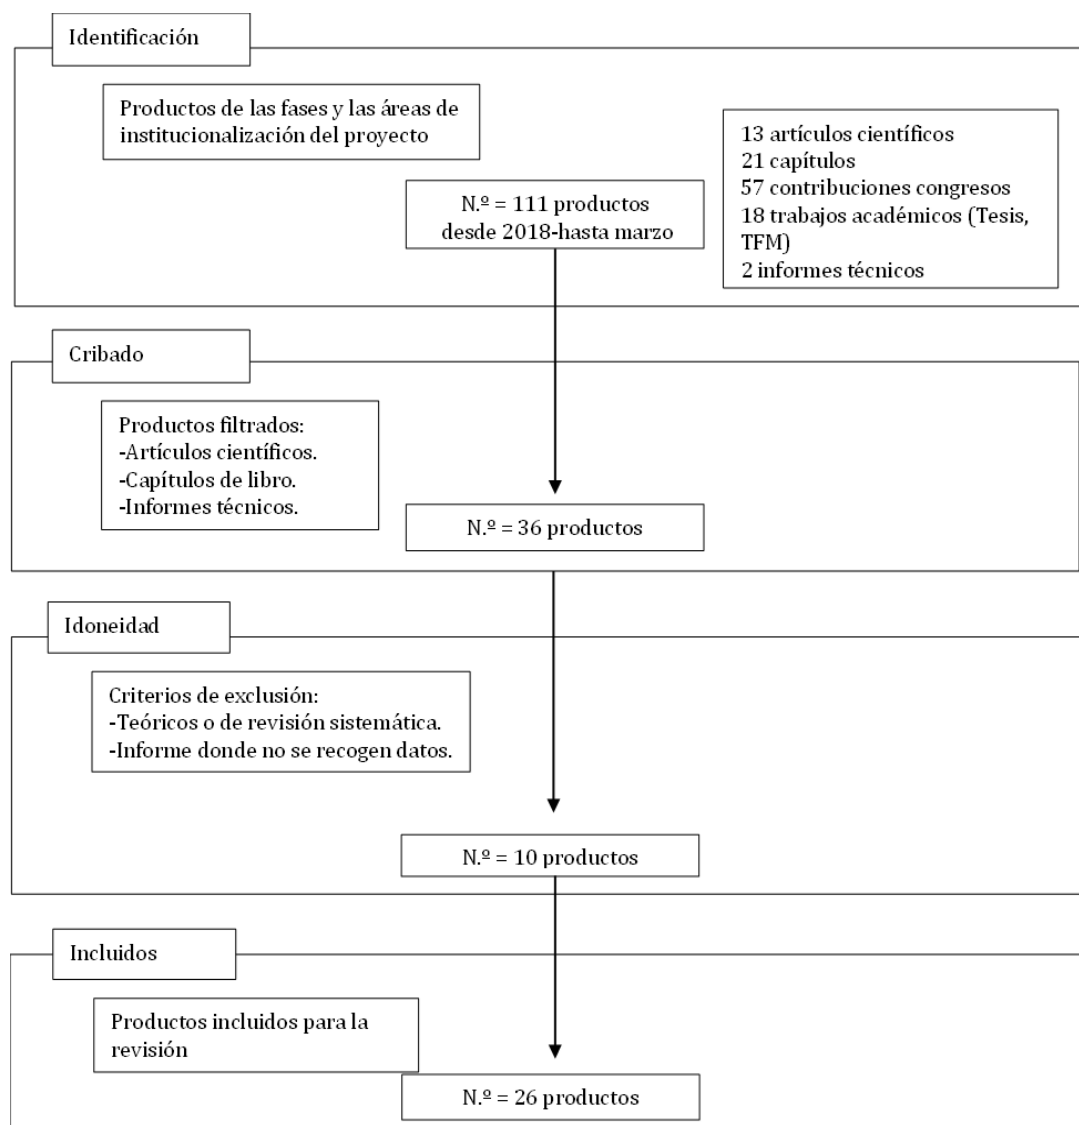 Identificación
Productos de las fases y las áreas de
institucionalización del proyecto
N.º = 111 productos
desde 2018-hasta marzo
13 artículos científicos
21 capítulos
57 contribuciones congresos
18 trabajos académicos (Tesis,
TFM)
2 informes técnicos
Cribado
Productos filtrados:
-Artículos científicos.
-Capítulos de libro.
-Informes técnicos.
N.º = 36 productos
Idoneidad
Criterios de exclusión:
-Teóricos o de revisión sistemática.
-Informe donde no se recogen datos.
N.º = 10 productos
Incluidos
Productos incluidos para la
revisión
N.º = 26 productos